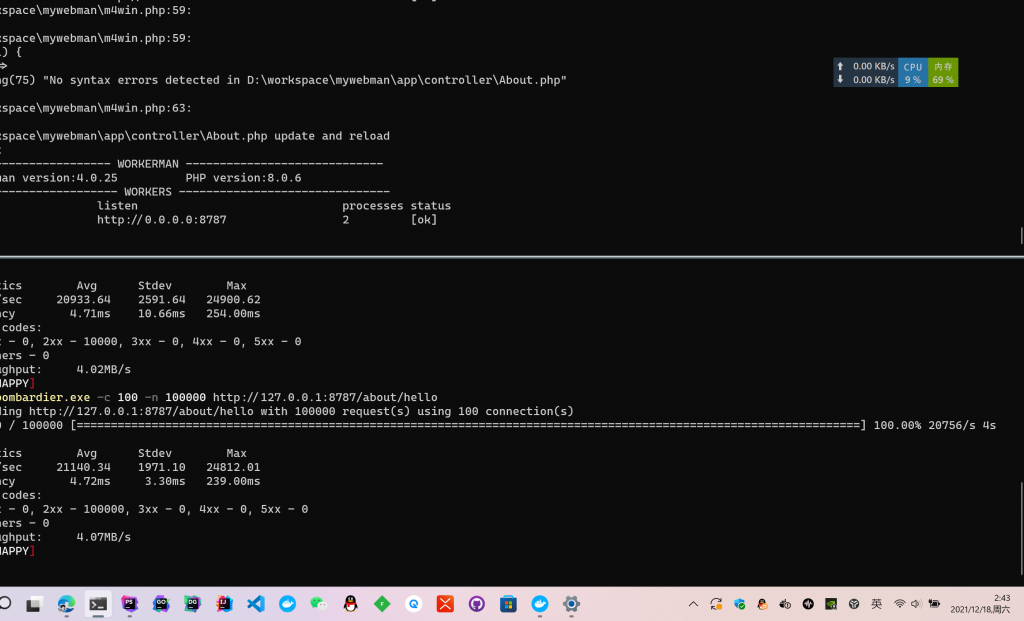 kspace\mywebman\m4win.php:59:
kspace\mywebman\m4win.php:59:
.) {
=>
ng(75) "No syntax errors detected in D:\workspace\mywebman\app\controller\About.php"
kspace\mywebman\m4win.php:63:
kspace\mywebman\app\controller\About.php update and reload
----------------- WORKERMAN -----------------------------
man version:4.0.25          PHP version:8.0.6
------------------ WORKERS -------------------------------
listen                              processes status
http://0.0.0.0:8787                 2         [ok]
tics        Avg      Stdev        Max
/sec     20933.64    2591.64   24900.62
ncy        4.71ms    10.66ms   254.00ms
codes:
- 0, 2xx - 10000, 3xx - 0, 4xx - 0, 5xx - 0
hers - 0
ughput:     4.02MB/s
HAPPY]
bombardier.exe -c 100 -n 100000 http://127.0.0.1:8787/about/hello
ding http://127.0.0.1:8787/about/hello with 100000 request(s) using 100 connection(s)
0 / 100000 [===================================================================================================================] 100.00% 20756/s 4s
tics        Avg      Stdev        Max
/sec     21140.34    1971.10   24812.01
ncy        4.72ms     3.30ms   239.00ms
codes:
- 0, 2xx - 100000, 3xx - 0, 4xx - 0, 5xx - 0
hers - 0
ughput:     4.07MB/s
HAPPY]
0.00 KB/s CPU 内存
0.00 KB/s 9 % 69 %
英
2:43
2021/12/18,周六